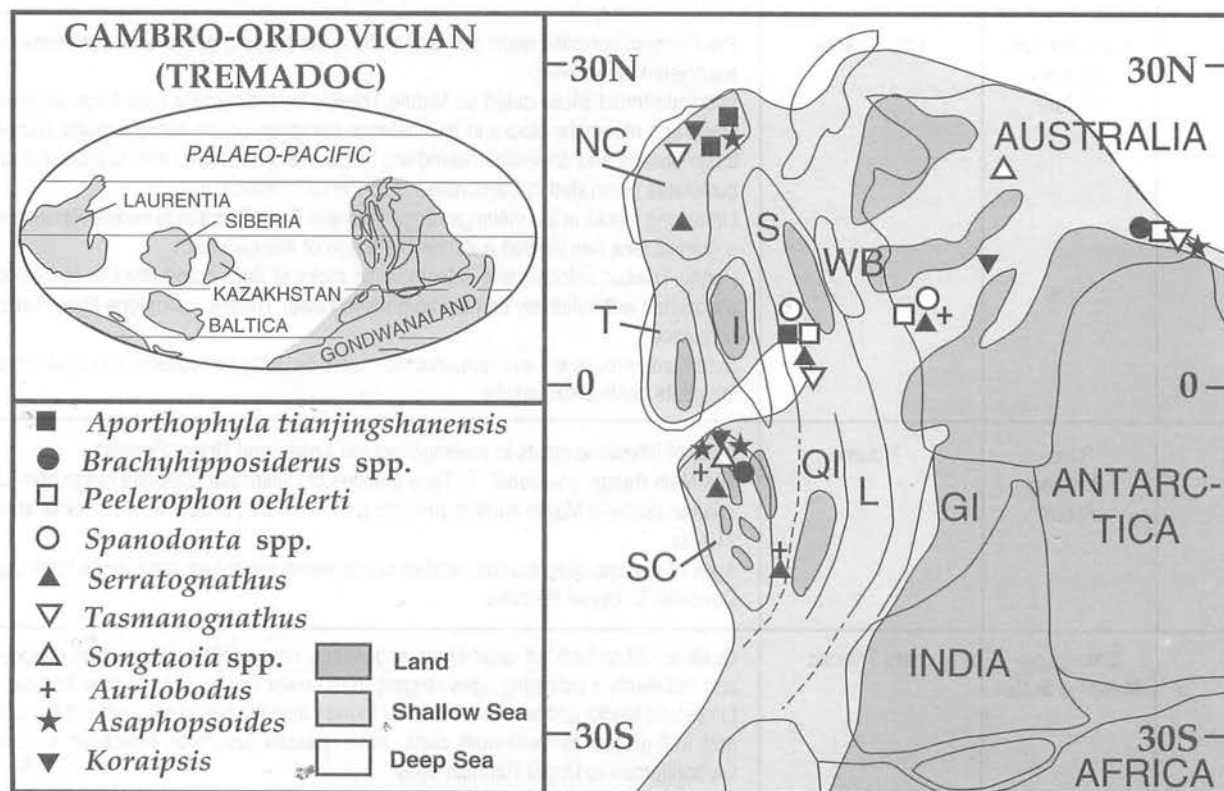 CAMBRO-ORDOVICIAN
(TREMADOC)
PALAEO-PACIFIC
LAURENTIA
SIBERIA
KAZAKHSTAN
BALTICA
GONDWANALAND
Aporthophyla tianjingshanensis
Brachyhipposiderus spp.
Peelerophon oehlerti
Spanodonta spp.
Serratognathus
Tasmanognathus
Songtaoia spp.
Aurilobodus
Asaphopsoides
Koraipsis
Land
Shallow Sea
Deep Sea
30N
30N
NC
AUSTRALIA
S
WB
T
I
0
0
QI
L
GI
ANTARC-
TICA
SC
INDIA
30S
30S
AFRICA